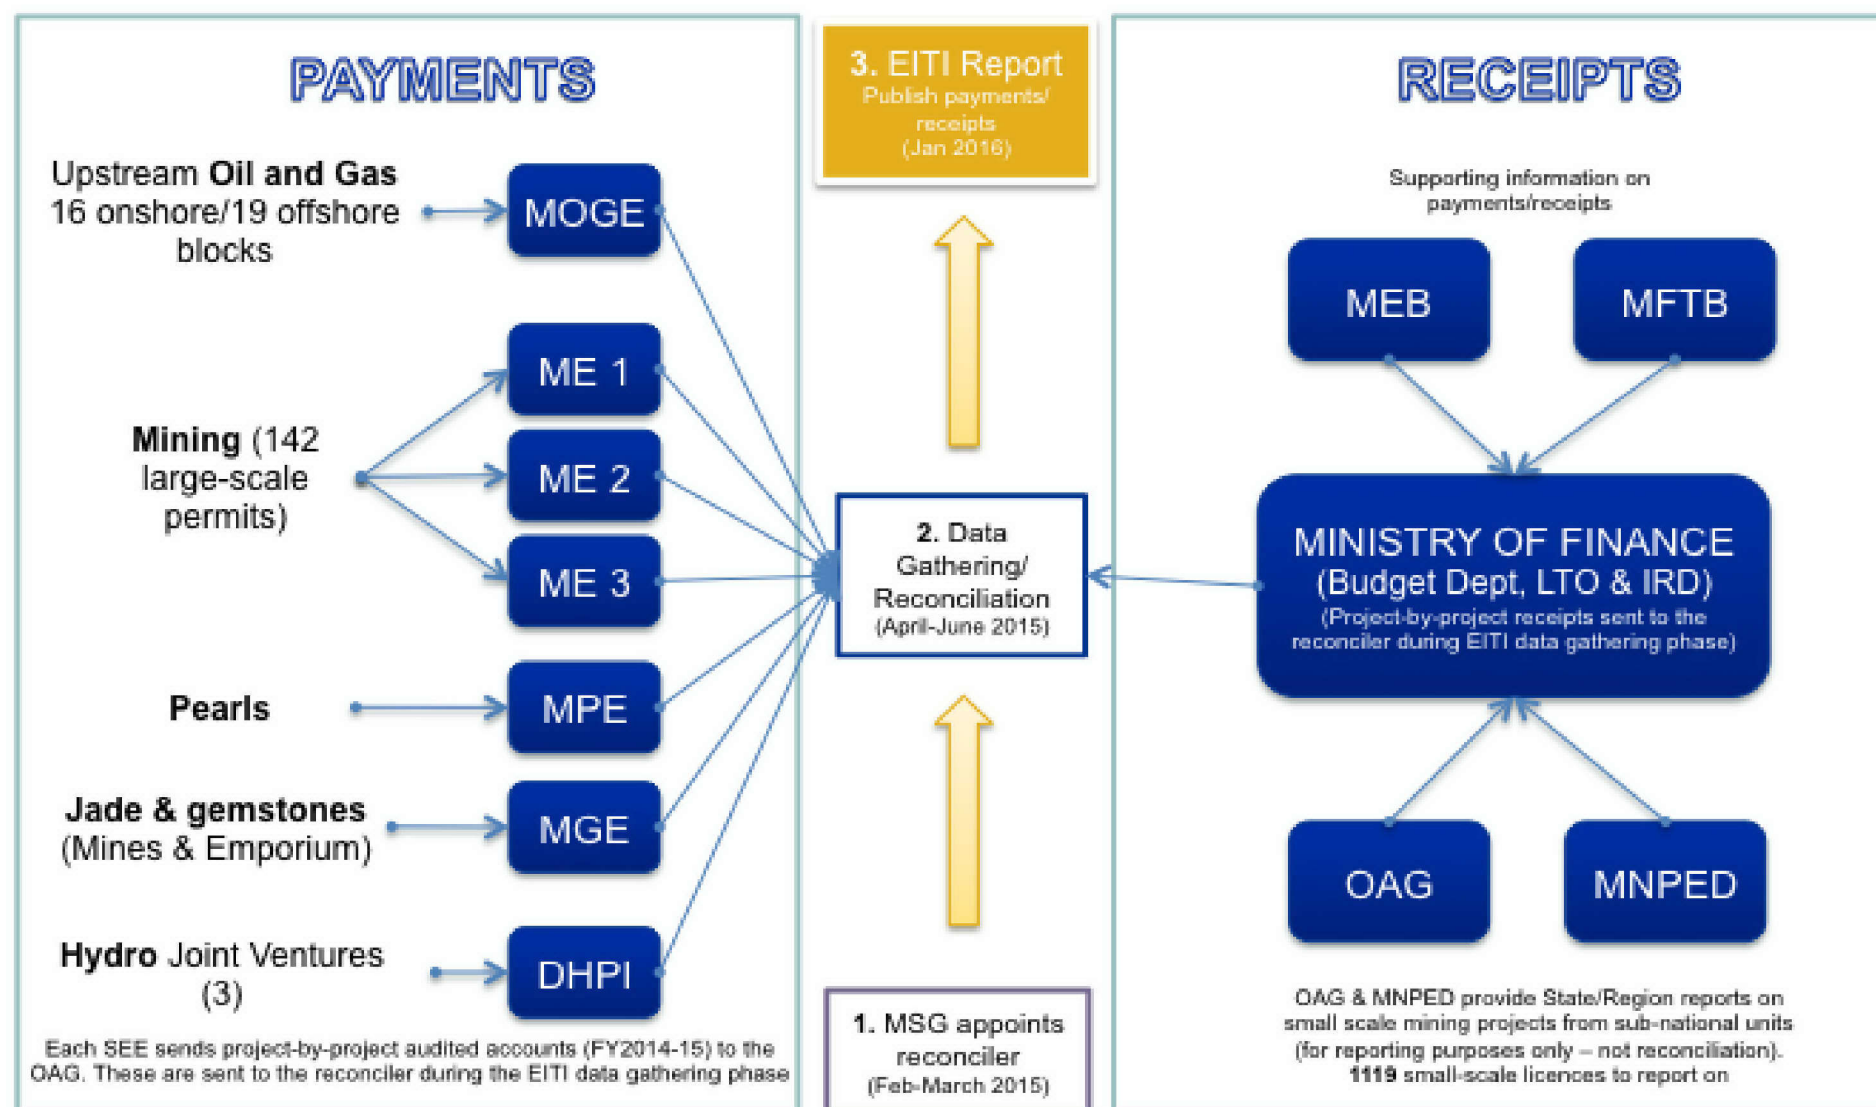 PAYMENTS
Upstream Oil and Gas
16 onshore/19 offshore
blocks
MOGE
Mining (142
large-scale
permits)
ME 1
ME 2
ME 3
Pearls
MPE
Jade & gemstones
(Mines & Emporium)
MGE
Hydro Joint Ventures
(3)
DHPI
Each SEE sends project-by-project audited accounts (FY2014-15) to the
OAG. These are sent to the reconciler during the EITI data gathering phase
3. EITI Report
Publish payments/
receipts
(Jan 2016)
2. Data
Gathering/
Reconciliation
(April-June 2015)
1. MSG appoints
reconciler
(Feb-March 2015)
RECEIPTS
Supporting information on
payments/receipts
MEB
MFTB
MINISTRY OF FINANCE
(Budget Dept, LTO & IRD)
(Project-by-project receipts sent to the
reconciler during EITI data gathering phase)
OAG
MNPED
OAG & MNPED provide State/Region reports on
small scale mining projects from sub-national units
(for reporting purposes only – not reconciliation).
1119 small-scale licences to report on